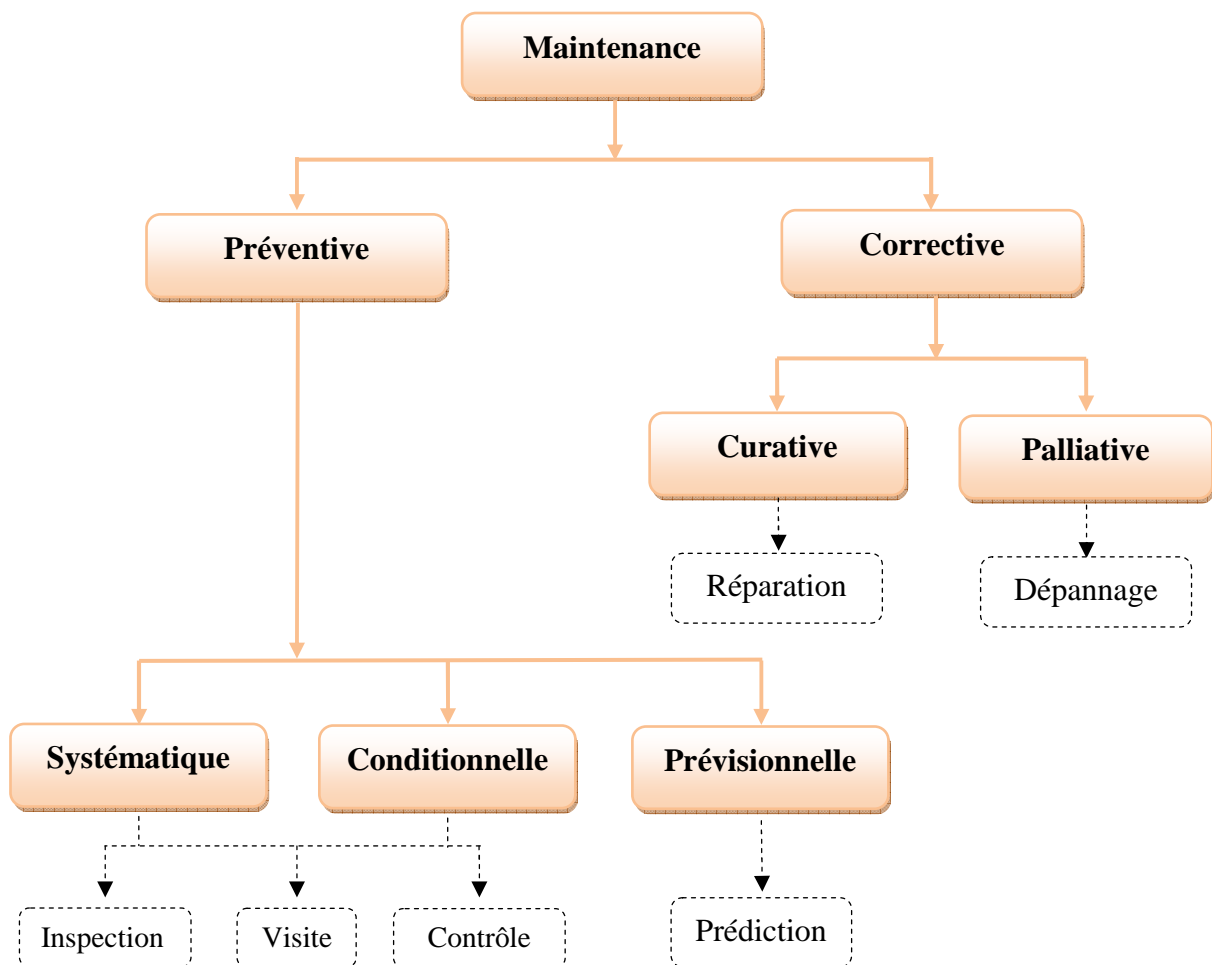 Maintenance
Préventive
Corrective
Curative
Palliative
Réparation
Dépannage
Systématique
Conditionnelle
Prévisionnelle
Inspection
Visite
Contrôle
Prédiction